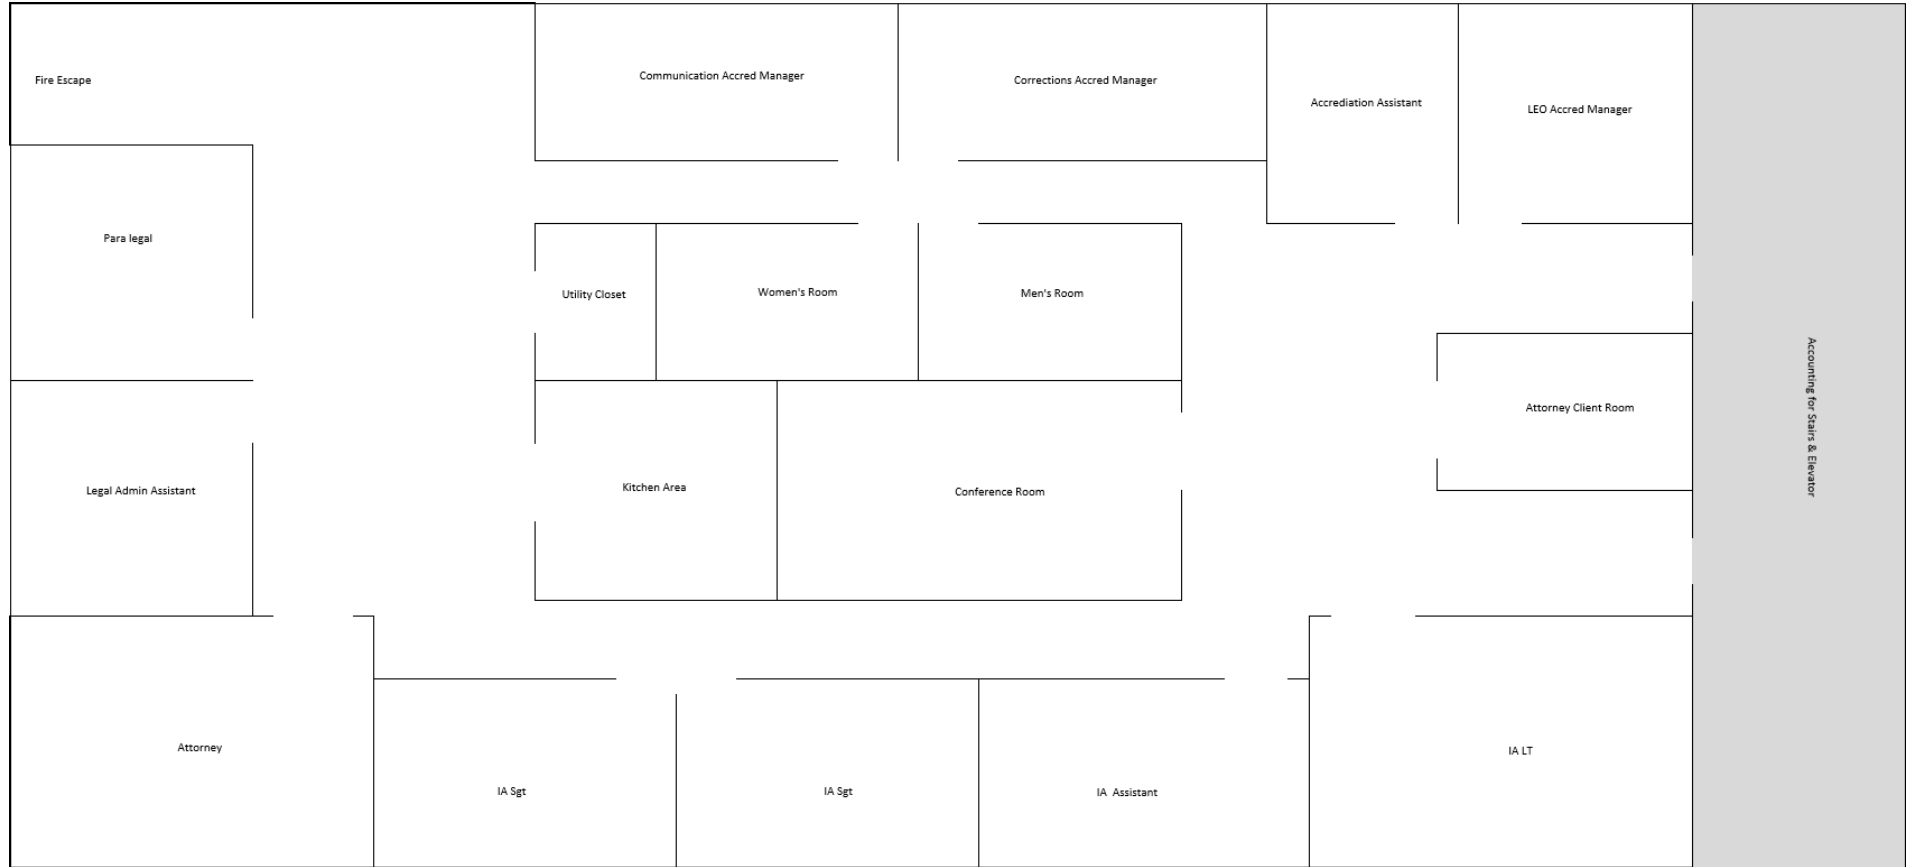 Fire Escape
Communication Accred Manager
Corrections Accred Manager
Accrediation Assistant
LEO Accred Manager
Para legal
Utility Closet
Women's Room
Men's Room
Accounting for Stairs & Elevator
Attorney Client Room
Legal Admin Assistant
Kitchen Area
Conference Room
Attorney
IA Sgt
IA Sgt
IA  Assistant
IA LT